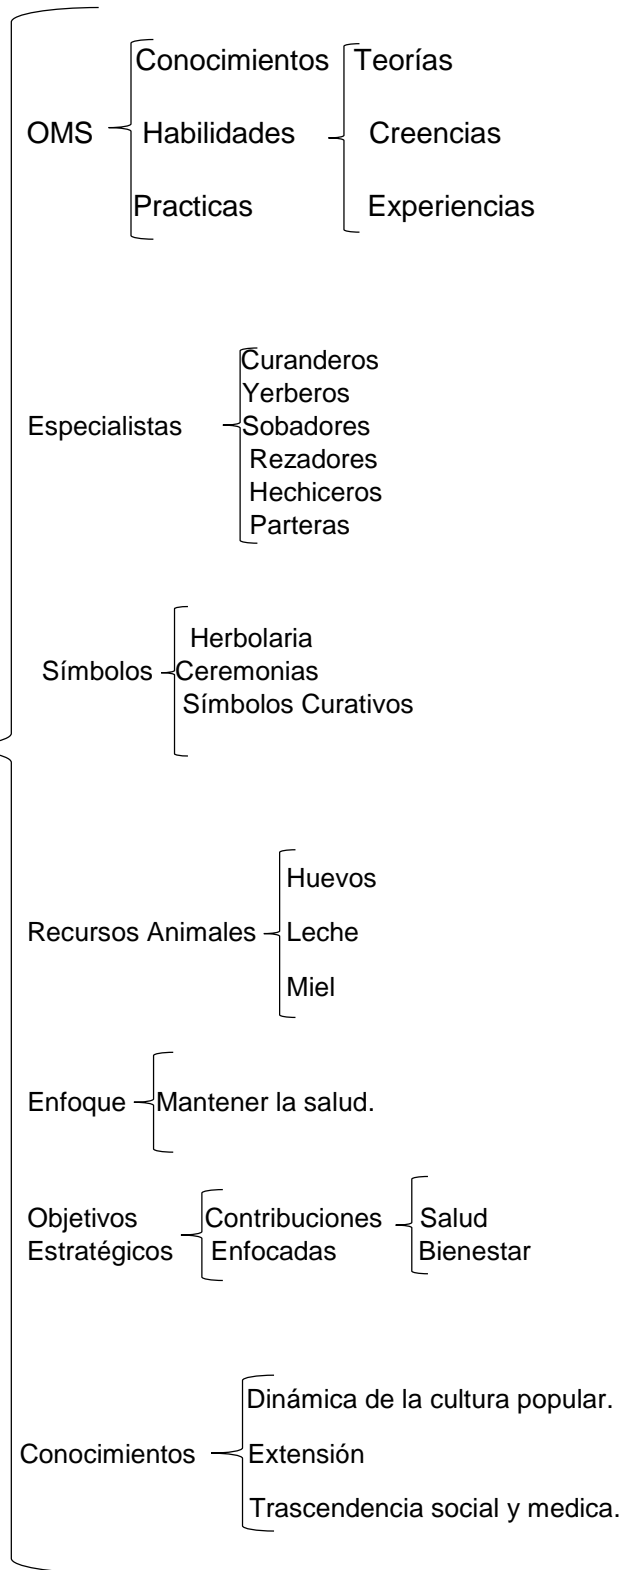 Conocimientos
Teorías
OMS
Habilidades
Creencias
Practicas
Experiencias
Especialistas
Curanderos
Yerberos
Sobadores
Rezadores
Hechiceros
Parteras
Símbolos
Herbolaria
Ceremonias
Símbolos Curativos
Recursos Animales
Huevos
Leche
Miel
Enfoque
Mantener la salud.
Objetivos
Estratégicos
Contribuciones
Enfocadas
Salud
Bienestar
Conocimientos
Dinámica de la cultura popular.
Extensión
Trascendencia social y medica.